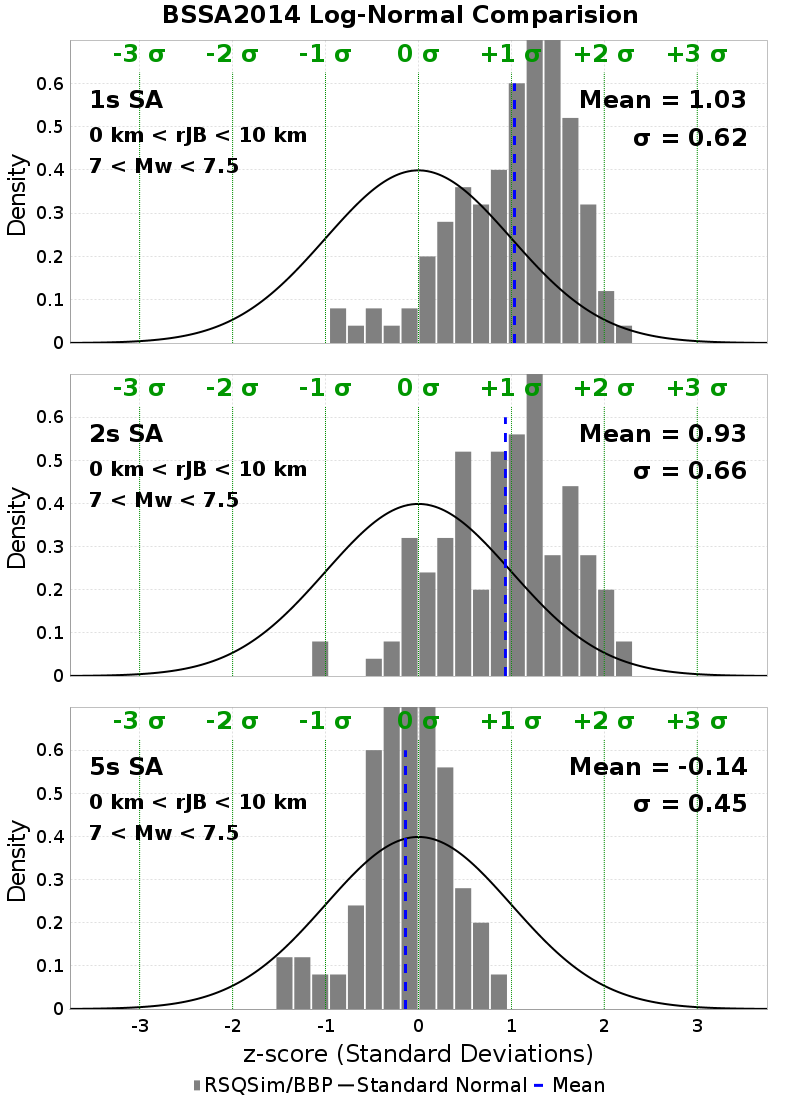 BSSA2014 Log-Normal Comparision
-3 σ -2 σ -1 σ 0 σ +1 σ +2 σ +3 σ
1s SA
0 km < rJB < 10 km
7 < Mw < 7.5
Mean = 1.03
σ = 0.62
Density
0.6
0.5
0.4
0.3
0.2
0.1
0
-3 σ -2 σ -1 σ 0 σ +1 σ +2 σ +3 σ
2s SA
0 km < rJB < 10 km
7 < Mw < 7.5
Mean = 0.93
σ = 0.66
Density
0.6
0.5
0.4
0.3
0.2
0.1
0
-3 σ -2 σ -1 σ 0 σ +1 σ +2 σ +3 σ
5s SA
0 km < rJB < 10 km
7 < Mw < 7.5
Mean = -0.14
σ = 0.45
Density
0.6
0.5
0.4
0.3
0.2
0.1
0
-3 -2 -1 0 1 2 3
z-score (Standard Deviations)
RSQSim/BBP Standard Normal Mean